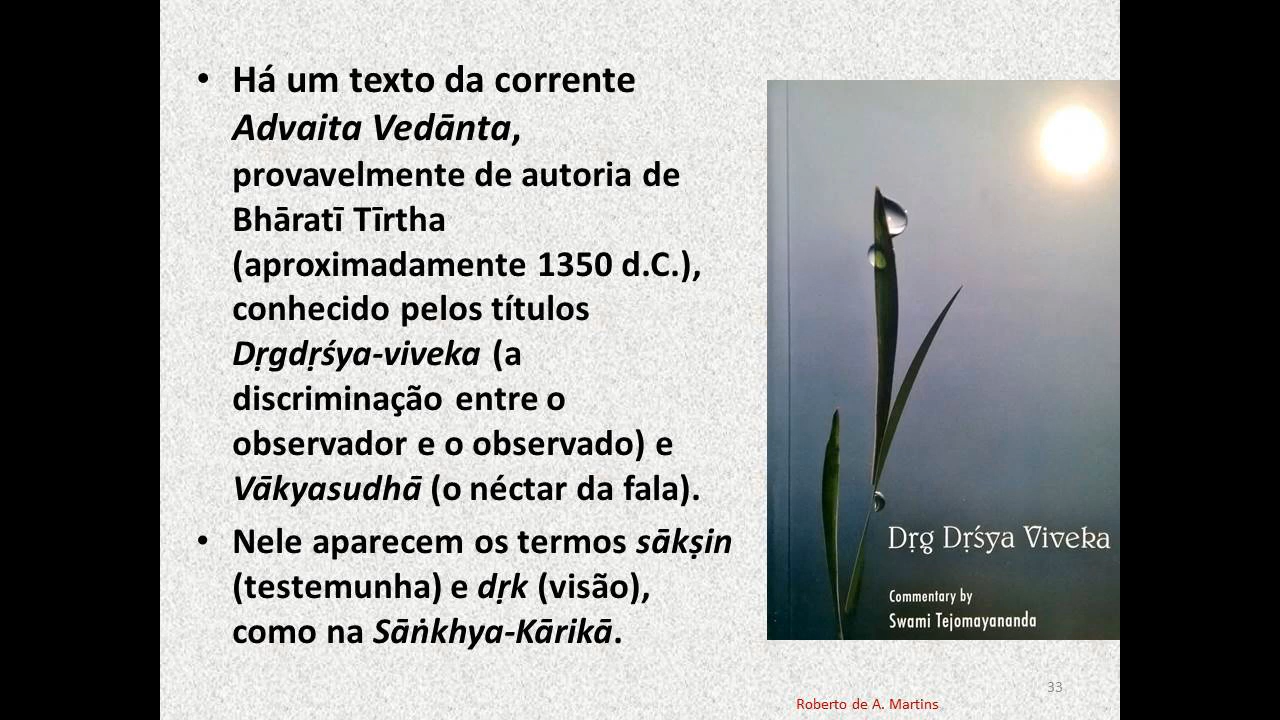 • Há um texto da corrente
Advaita Vedānta,
provavelmente de autoria de
Bhāratī Tīrtha
(aproximadamente 1350 d.C.),
conhecido pelos títulos
Dṛgdṛśya-viveka (a
discriminação entre o
observador e o observado) e
Vākyasudhā (o néctar da fala).
• Nele aparecem os termos sākṣin
(testemunha) e dṛk (visão),
como na Sāṅkhya-Kārikā.
Dṛg Dṛśya Viveka
Commentary by
Swami Tejomayananda
33
Roberto de A. Martins